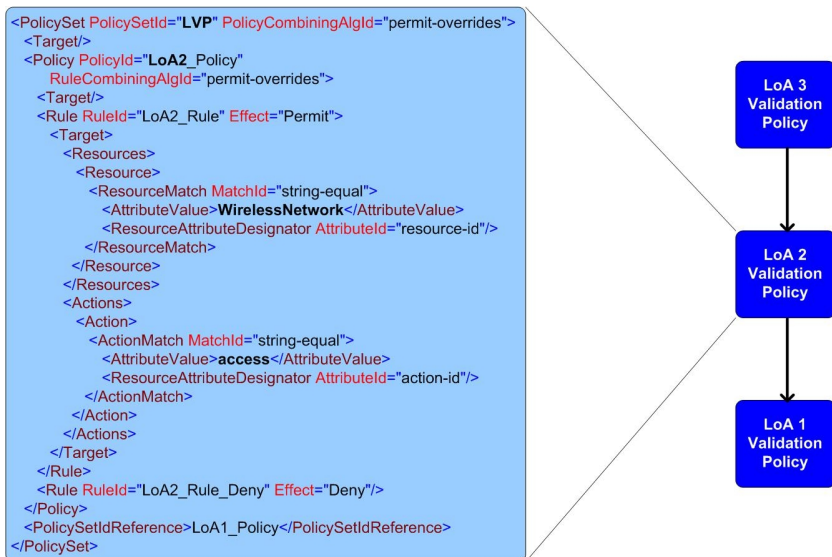 <PolicySet PolicySetId="LVP" PolicyCombiningAlgId="permit-overrides">
<Target/>
<Policy PolicyId="LoA2_Policy"
RuleCombiningAlgId="permit-overrides">
<Target/>
<Rule RuleId="LoA2_Rule" Effect="Permit">
<Target>
<Resources>
<Resource>
<ResourceMatch MatchId="string-equal">
<AttributeValue>WirelessNetwork</AttributeValue>
<ResourceAttributeDesignator AttributeId="resource-id"/>
</ResourceMatch>
</Resource>
</Resources>
<Actions>
<Action>
<ActionMatch MatchId="string-equal">
<AttributeValue>access</AttributeValue>
<ResourceAttributeDesignator AttributeId="action-id"/>
</ActionMatch>
</Action>
</Actions>
</Target>
</Rule>
<Rule RuleId="LoA2_Rule_Deny" Effect="Deny"/>
</Policy>
<PolicySetIdReference>LoA1_Policy</PolicySetIdReference>
</PolicySet>
LoA 3
Validation
Policy
LoA 2
Validation
Policy
LoA 1
Validation
Policy